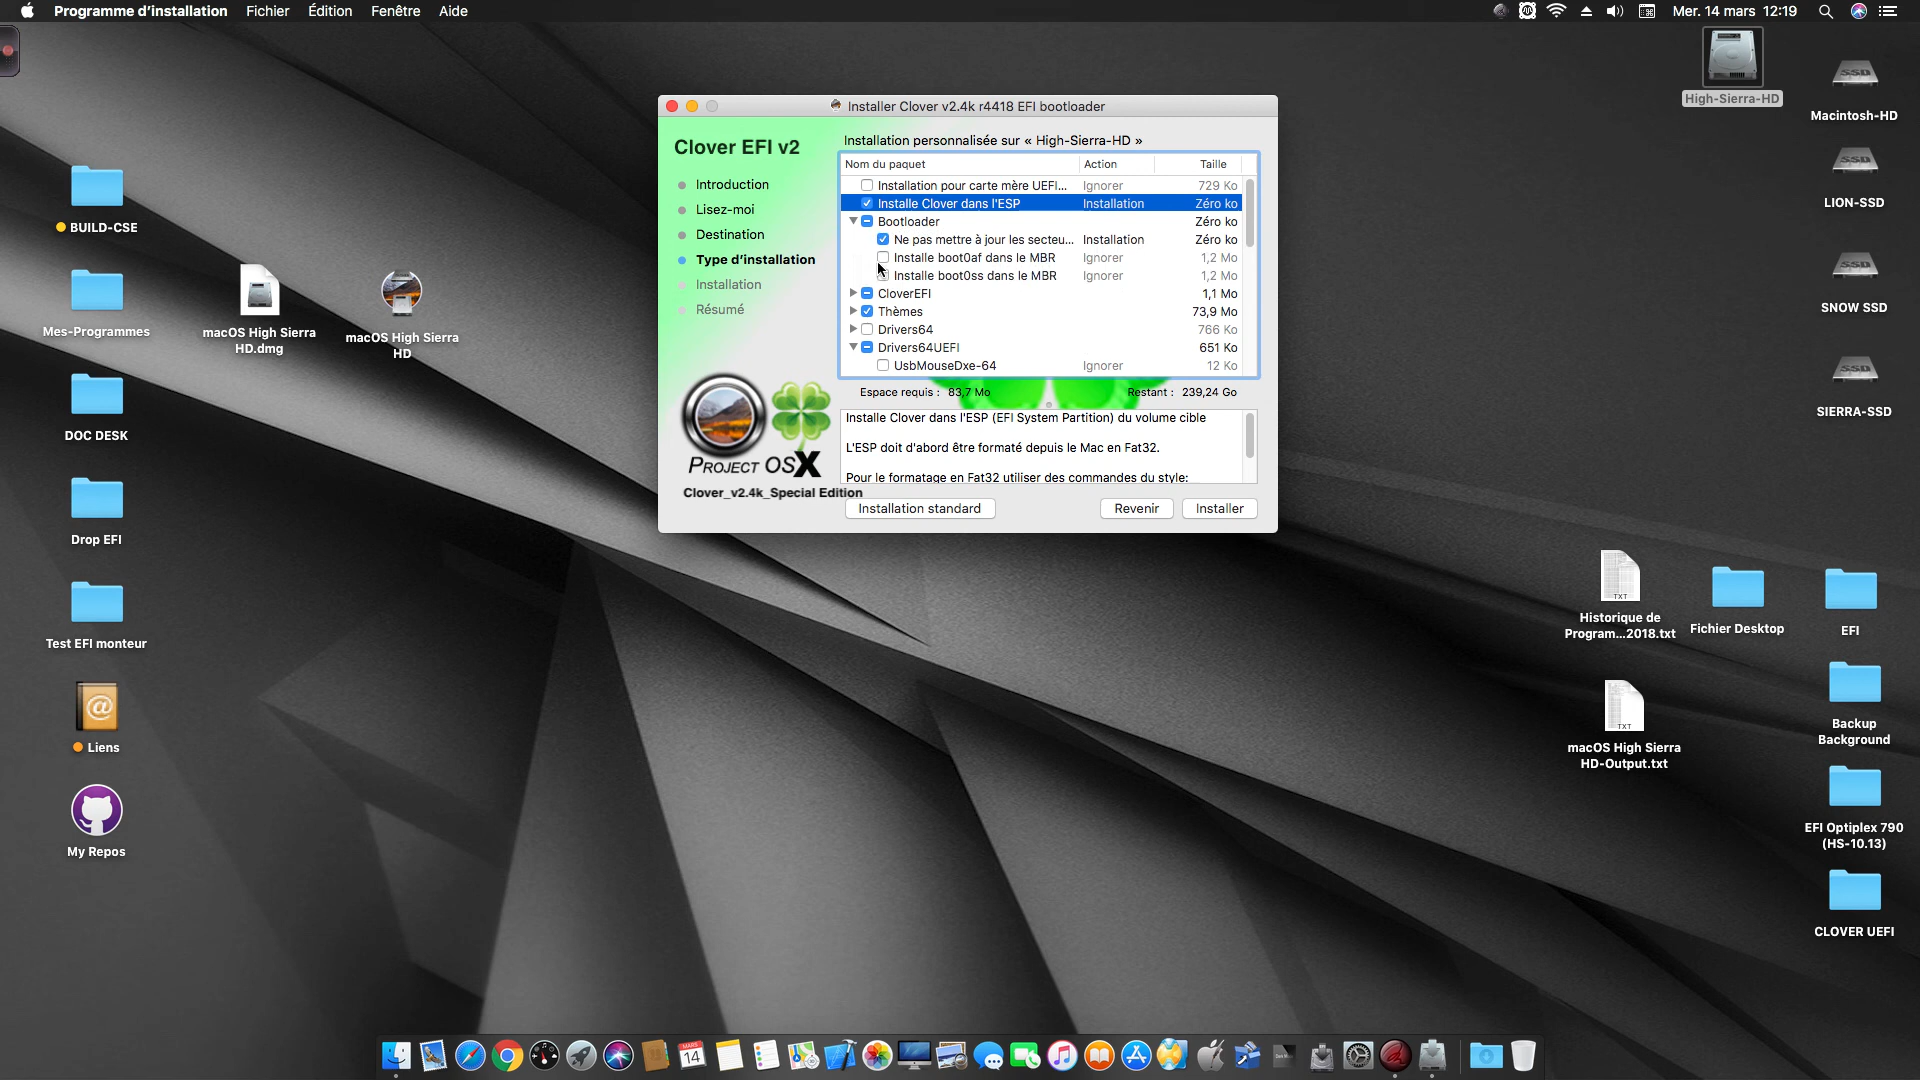 Programme d'installation Fichier Édition Fenêtre Aide
Mer. 14 mars 12:19
High-Sierra-HD
Macintosh-HD
LION-SSD
SNOW SSD
SIERRA-SSD
BUILD-CSE
Mes-Programmes
DOC DESK
Drop EFI
Test EFI monteur
Liens
My Repos
macOS High Sierra
HD.dmg
macOS High Sierra
HD
Installer Clover v2.4k r4418 EFI bootloader
Clover EFI v2
Introduction
Lisez-moi
Destination
Type d'installation
Installation
Résumé
PROJECT OSX
Clover_v2.4k_Special Edition
Installation personnalisée sur « High-Sierra-HD »
Nom du paquet Action Taille
Installation pour carte mère UEFI... Ignorer 729 Ko
Installe Clover dans l'ESP Installation Zéro ko
Bootloader Zéro ko
Ne pas mettre à jour les secteu... Installation Zéro ko
Installe boot0af dans le MBR Ignorer 1,2 Mo
Installe boot0ss dans le MBR Ignorer 1,2 Mo
CloverEFI 1,1 Mo
Thèmes 73,9 Mo
Drivers64 766 Ko
Drivers64UEFI 651 Ko
UsbMouseDxe-64 Ignorer 12 Ko
Espace requis : 83,7 Mo Restant : 239,24 Go
Installe Clover dans l'ESP (EFI System Partition) du volume cible
L'ESP doit d'abord être formaté depuis le Mac en Fat32.
Pour le formatage en Fat32 utiliser des commandes du style:
Installation standard Revenir Installer
TXT
Historique de
Program...2018.txt
Fichier Desktop
EFI
TXT
macOS High Sierra
HD-Output.txt
Backup
Background
EFI Optiplex 790
(HS-10.13)
CLOVER UEFI
SSD
SSD
SSD
SSD
MARS
14